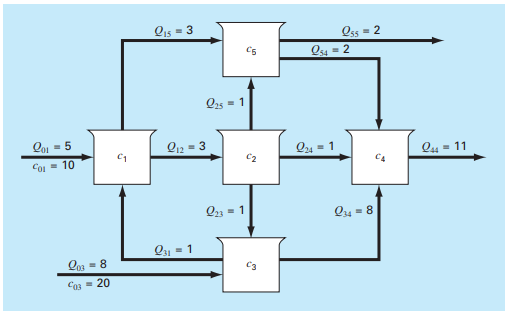 Q15 = 3
Q55 = 2
c5
Q54 = 2
Q25 = 1
Q01 = 5
c01 = 10
c1
Q12 = 3
c2
Q24 = 1
c4
Q44 = 11
Q23 = 1
Q34 = 8
Q31 = 1
c3
Q03 = 8
c03 = 20